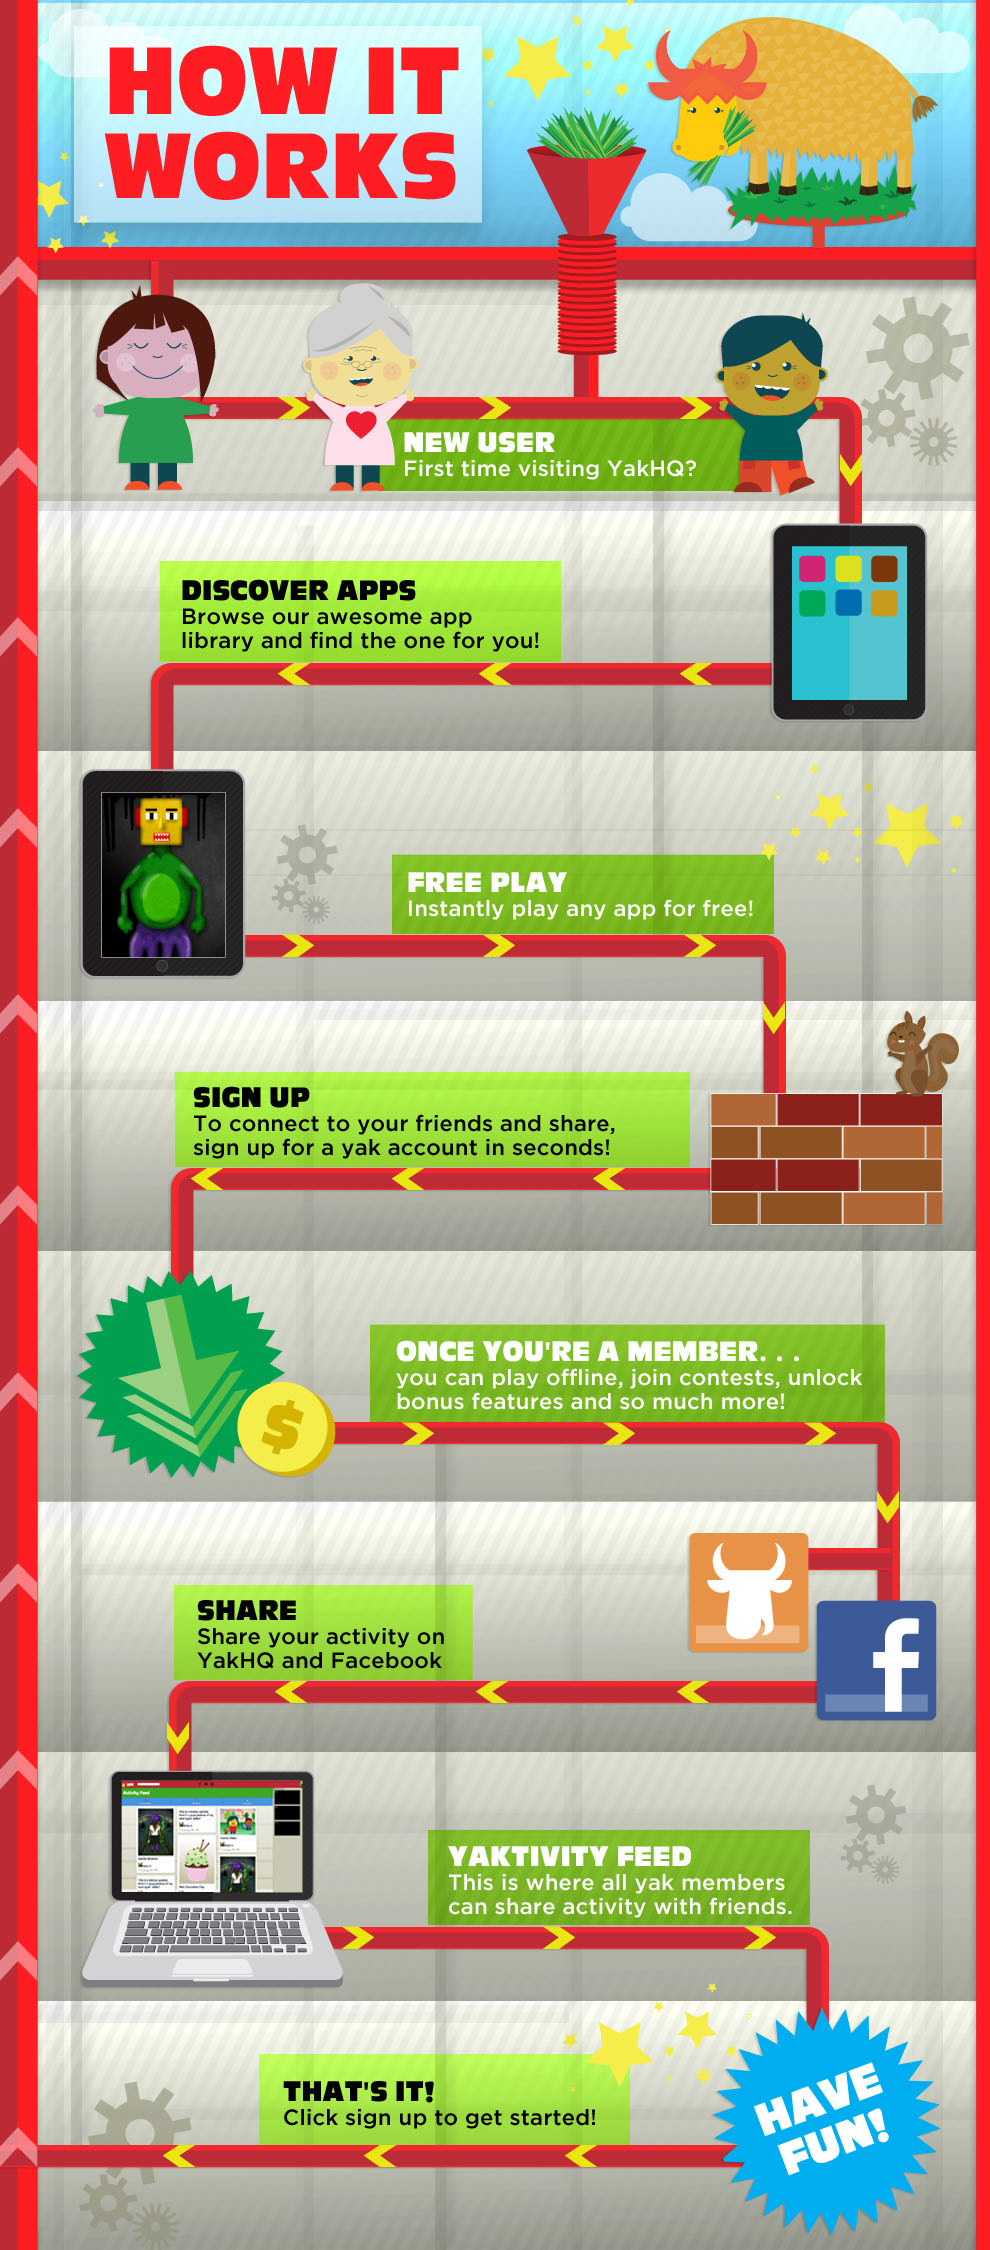 HOW IT
WORKS
NEW USER
First time visiting YakHQ?
DISCOVER APPS
Browse our awesome app
library and find the one for you!
FREE PLAY
Instantly play any app for free!
SIGN UP
To connect to your friends and share,
sign up for a yak account in seconds!
$
ONCE YOU'RE A MEMBER. . .
you can play offline, join contests, unlock
bonus features and so much more!
SHARE
Share your activity on
YakHQ and Facebook
f
Activity Feed
YAKTIVITY FEED
This is where all yak members
can share activity with friends.
HAVE
FUN!
THAT'S IT!
Click sign up to get started!